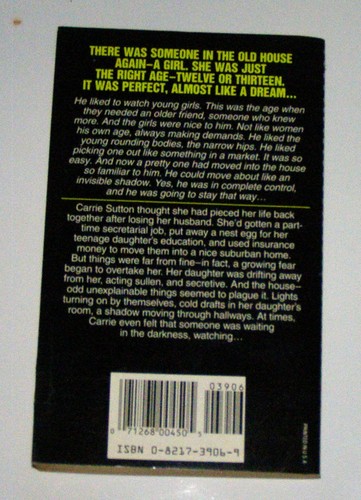 THERE WAS SOMEONE IN THE OLD HOUSE
AGAIN—A GIRL. SHE WAS JUST
THE RIGHT AGE—TWELVE OR THIRTEEN.
IT WAS PERFECT, ALMOST LIKE A DREAM...
He liked to watch young girls. This was the age when
they needed an older friend, someone who knew
more. And the girls were nice to him. Not like women
his own age, always making demands. He liked the
young rounding bodies, the narrow hips. He liked
picking one out like something in a market. It was so
easy. And now a pretty one had moved into the house
so familiar to him. He could move about like an
invisible shadow. Yes, he was in complete control,
and he was going to stay that way...
Carrie Sutton thought she had pieced her life back
together after losing her husband. She'd gotten a part-
time secretarial job, put away a nest egg for her
teenage daughter's education, and used insurance
money to move them into a nice suburban home.
But things were far from fine—in fact, a growing fear
began to overtake her. Her daughter was drifting away
from her, acting sullen, and secretive. And the house—
odd unexplainable things seemed to plague it. Lights
turning on by themselves, cold drafts in her daughter's
room, a shadow moving through hallways. At times,
Carrie even felt that someone was waiting
in the darkness, watching...
03906
0 71268 00450 5
ISBN 0-8217-3906-9
PRINTED IN U.S.A.